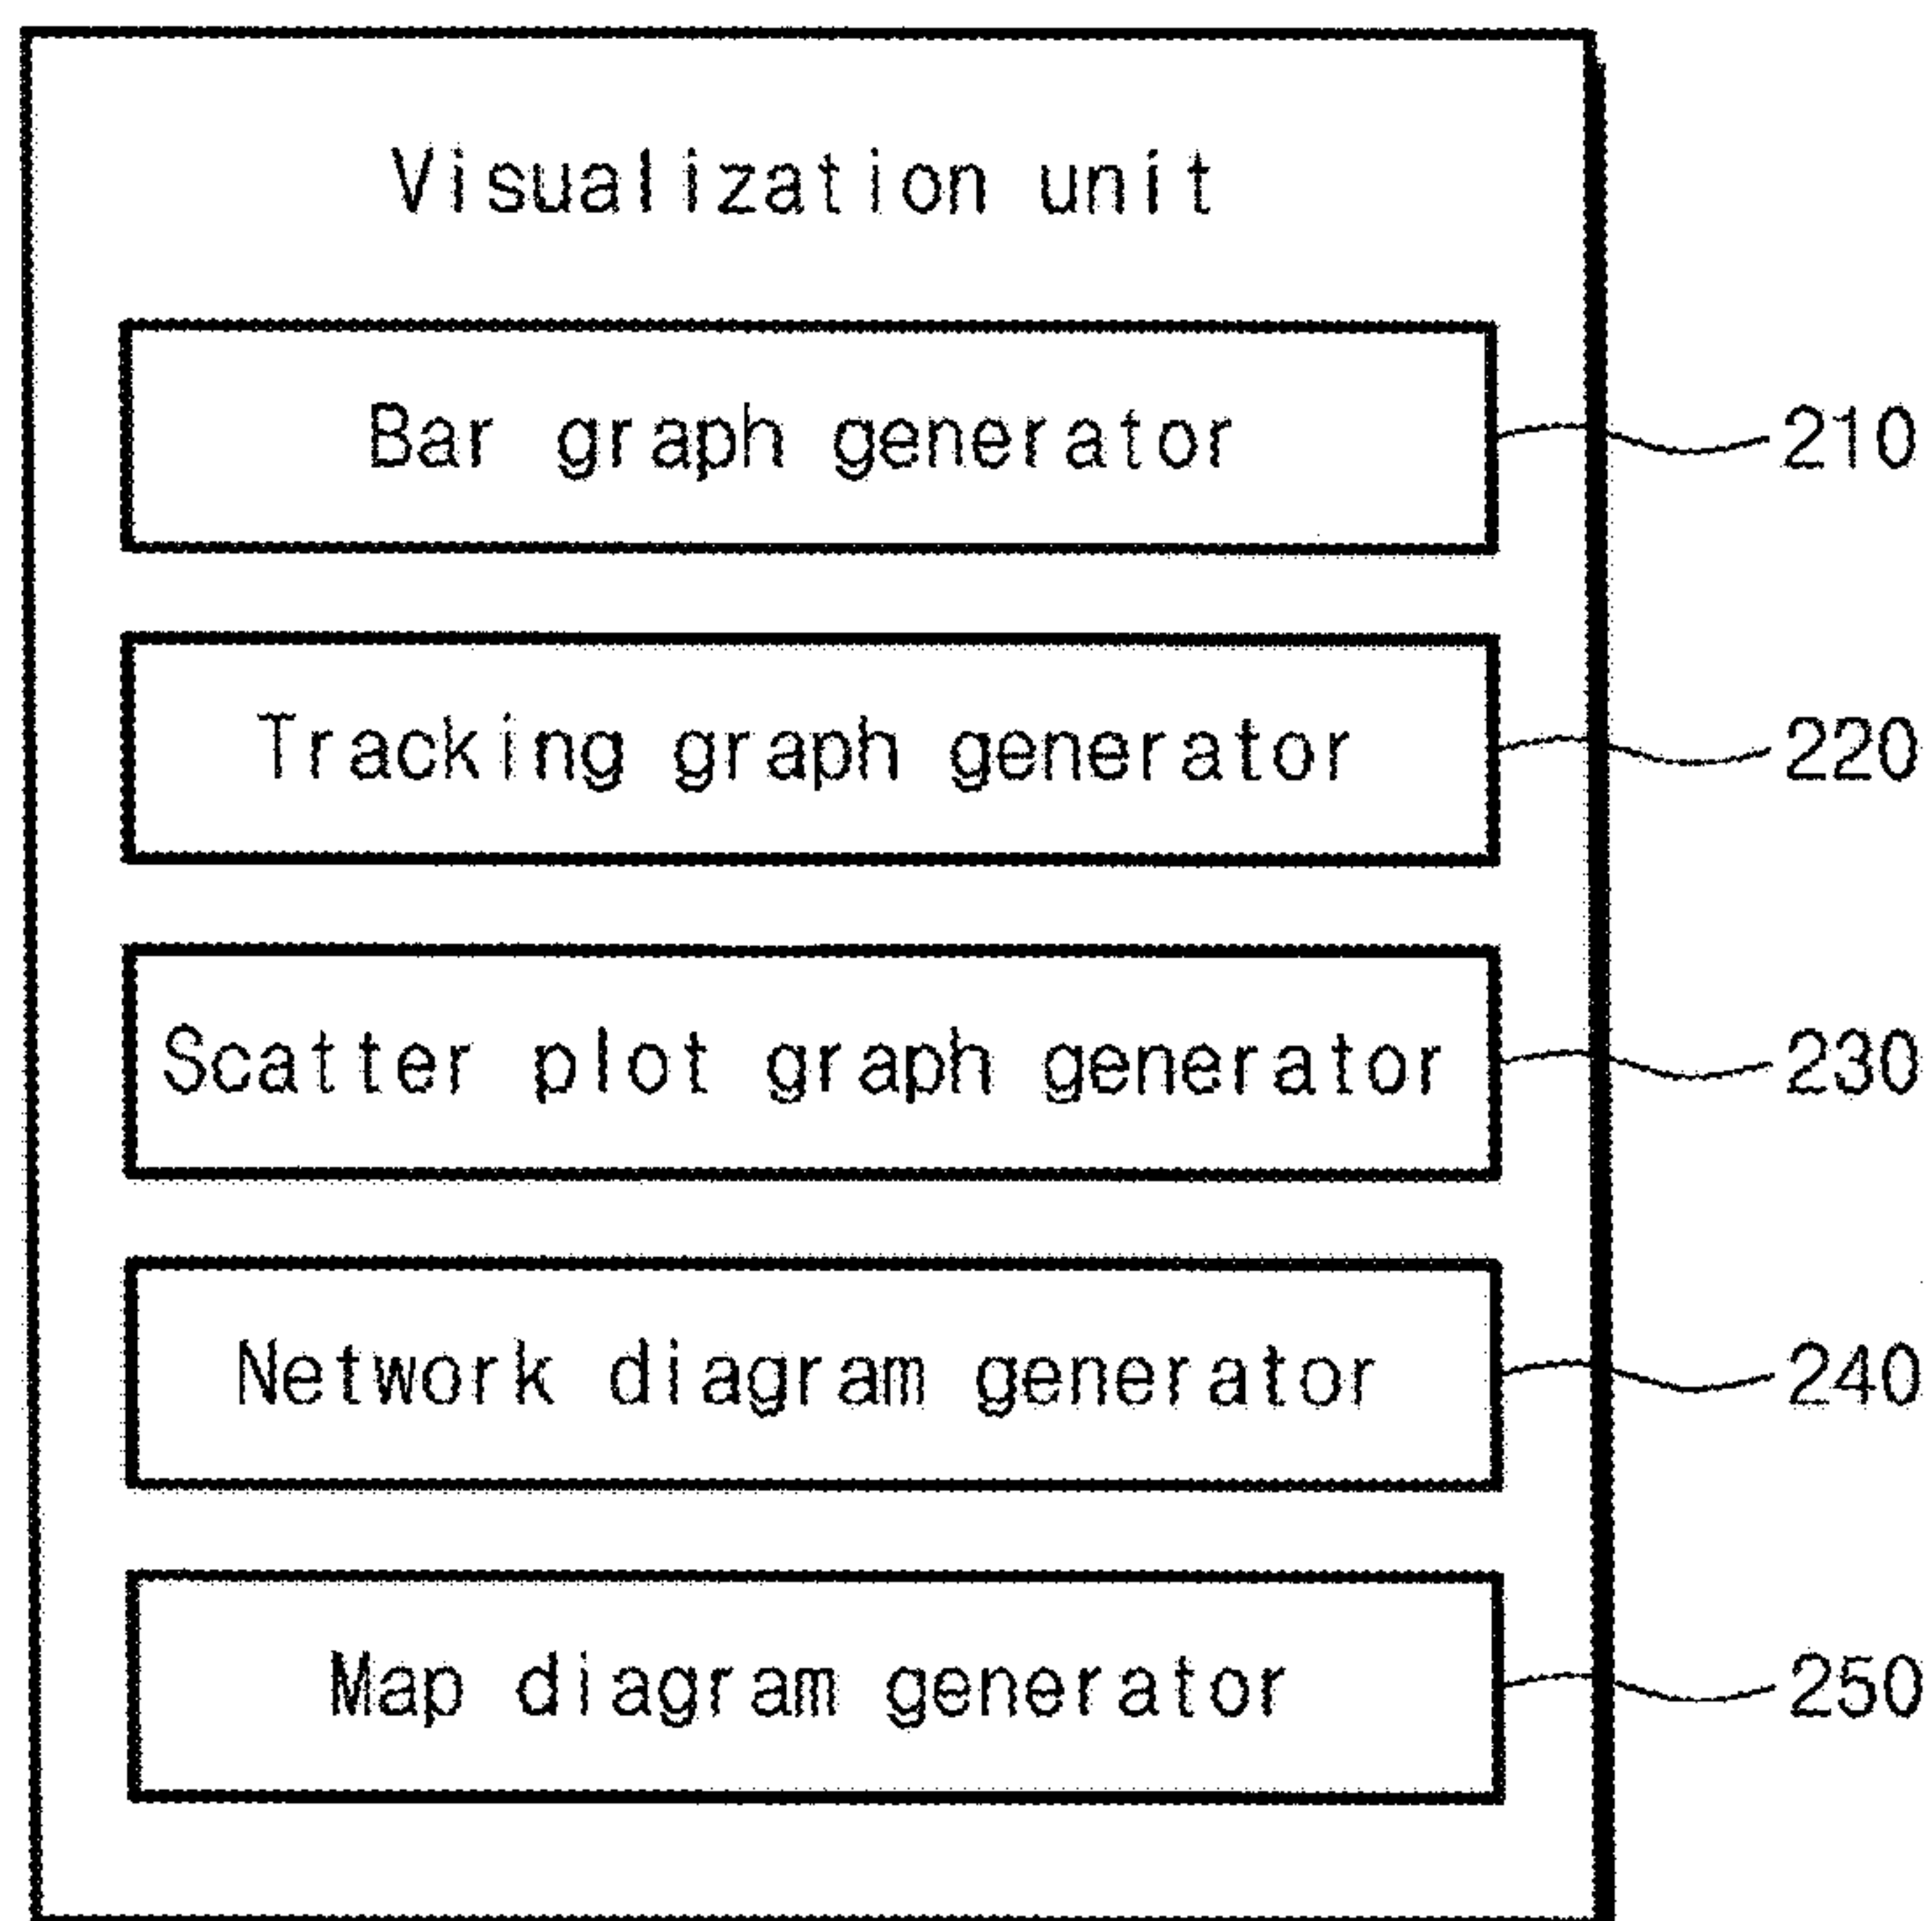 Visualization unit
Bar graph generator
210
Tracking graph generator
220
Scatter plot graph generator
230
Network diagram generator
240
Map diagram generator
250